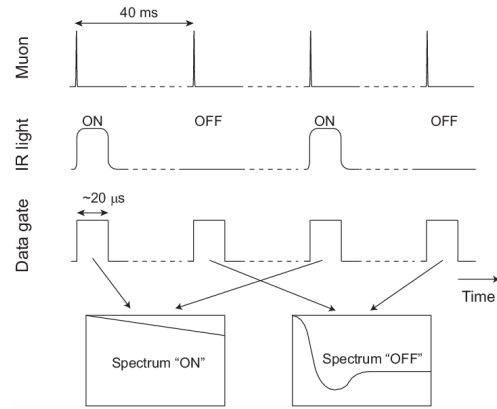 40 ms
Muon
ON OFF ON OFF
IR light
~20 μs
Data gate
Time
Spectrum “ON”
Spectrum “OFF”